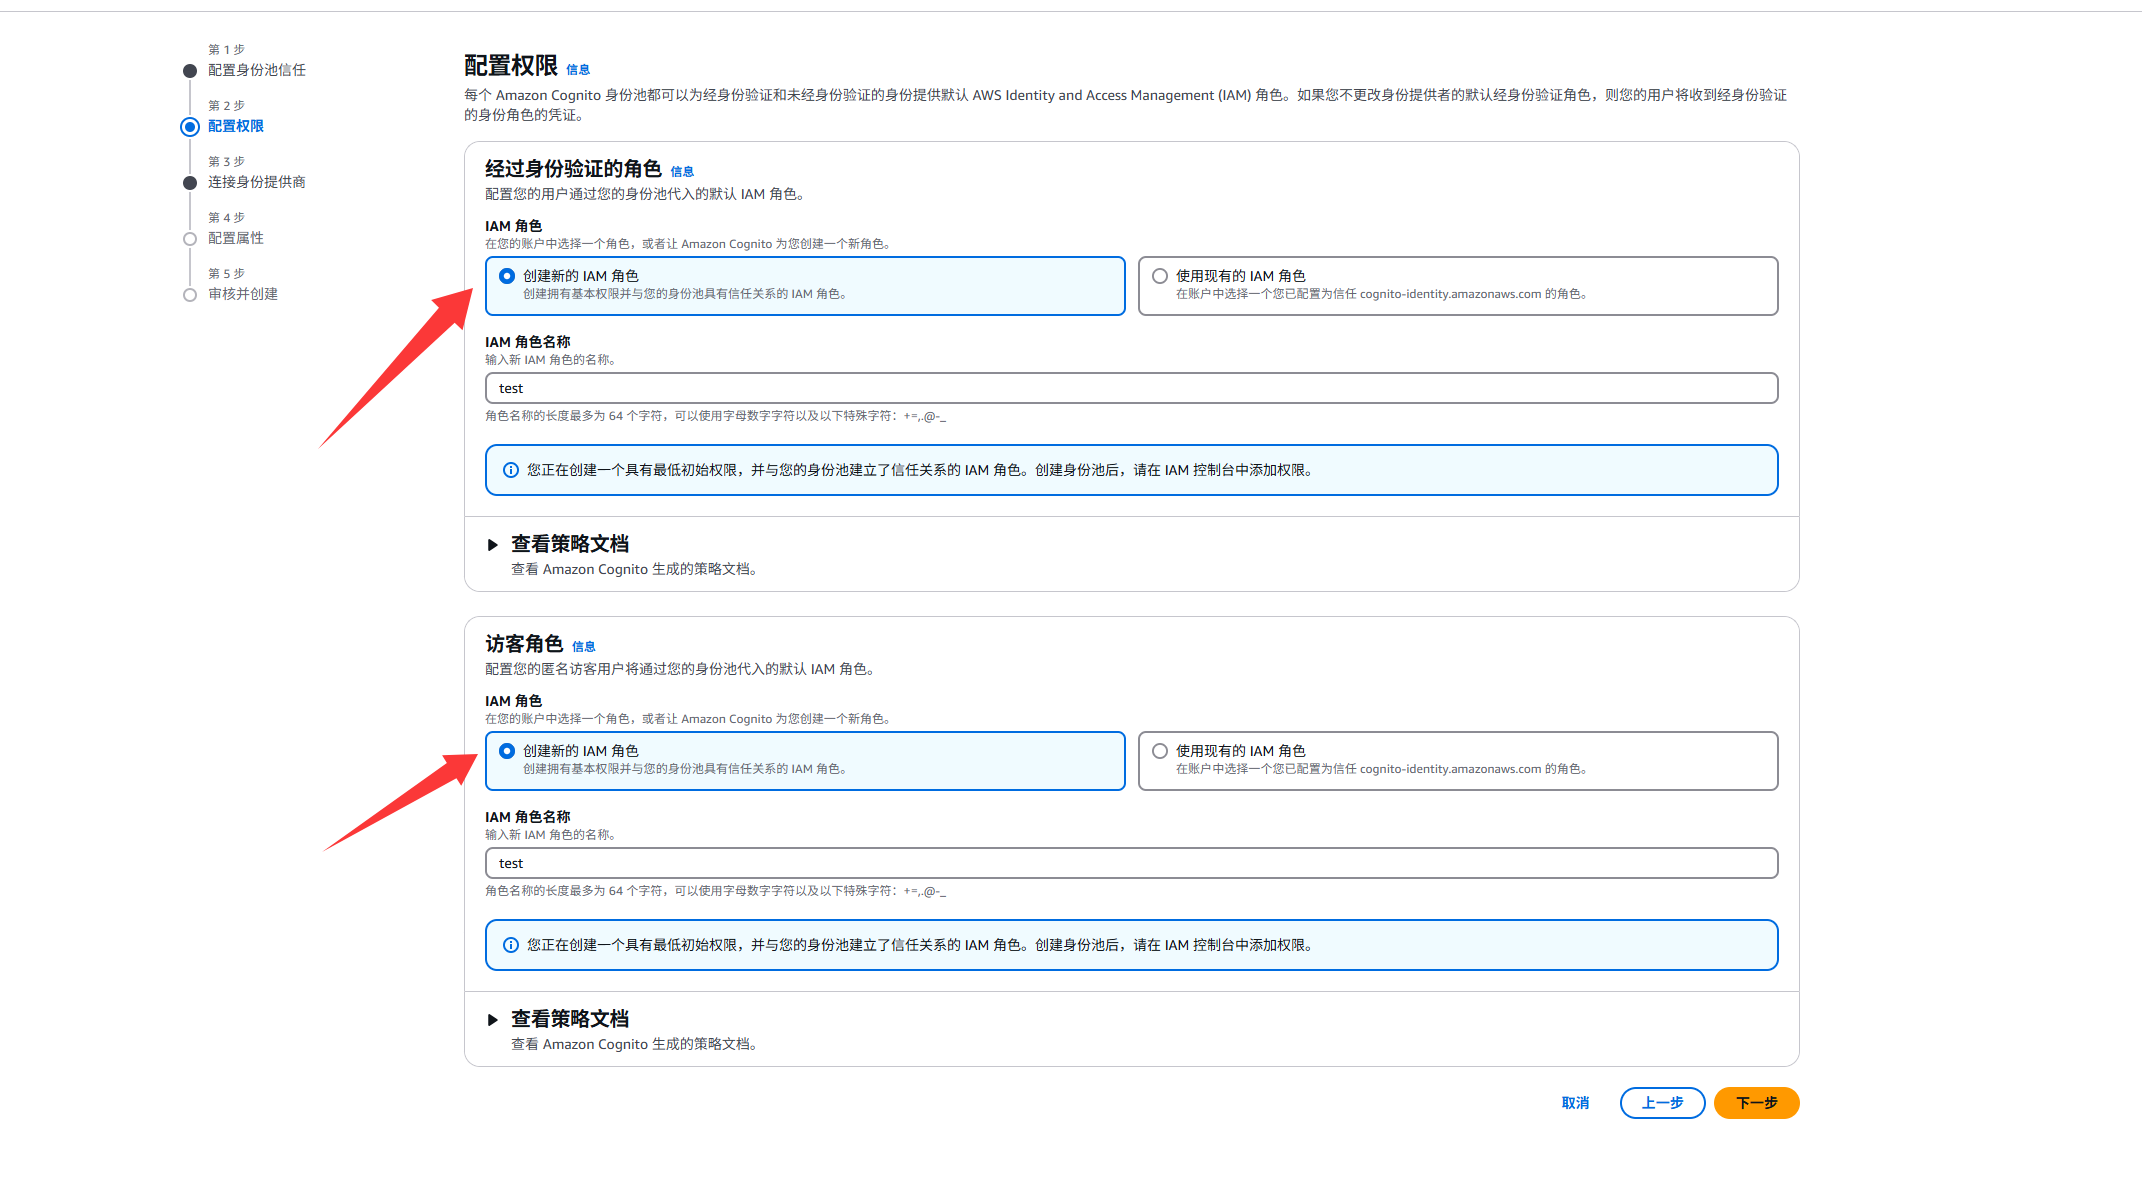 第 1 步
配置身份池信任
第 2 步
配置权限
第 3 步
连接身份提供商
第 4 步
配置属性
第 5 步
审核并创建
配置权限 信息
每个 Amazon Cognito 身份池都可以为经身份验证和未经身份验证的身份提供默认 AWS Identity and Access Management (IAM) 角色。如果您不更改身份提供者的默认经身份验证角色，则您的用户将收到经身份验证
的身份角色的凭证。
经过身份验证的角色 信息
配置您的用户通过您的身份池代入的默认 IAM 角色。
IAM 角色
在您的账户中选择一个角色，或者让 Amazon Cognito 为您创建一个新角色。
创建新的 IAM 角色
创建拥有基本权限并与您的身份池具有信任关系的 IAM 角色。
使用现有的 IAM 角色
在账户中选择一个您已配置为信任 cognito-identity.amazonaws.com 的角色。
IAM 角色名称
输入新 IAM 角色的名称。
test
角色名称的长度最多为 64 个字符，可以使用字母数字字符以及以下特殊字符：+=,.@-_
您正在创建一个具有最低初始权限，并与您的身份池建立了信任关系的 IAM 角色。创建身份池后，请在 IAM 控制台中添加权限。
查看策略文档
查看 Amazon Cognito 生成的策略文档。
访客角色 信息
配置您的匿名访客用户将通过您的身份池代入的默认 IAM 角色。
IAM 角色
在您的账户中选择一个角色，或者让 Amazon Cognito 为您创建一个新角色。
创建新的 IAM 角色
创建拥有基本权限并与您的身份池具有信任关系的 IAM 角色。
使用现有的 IAM 角色
在账户中选择一个您已配置为信任 cognito-identity.amazonaws.com 的角色。
IAM 角色名称
输入新 IAM 角色的名称。
test
角色名称的长度最多为 64 个字符，可以使用字母数字字符以及以下特殊字符：+=,.@-_
您正在创建一个具有最低初始权限，并与您的身份池建立了信任关系的 IAM 角色。创建身份池后，请在 IAM 控制台中添加权限。
查看策略文档
查看 Amazon Cognito 生成的策略文档。
取消
上一步
下一步